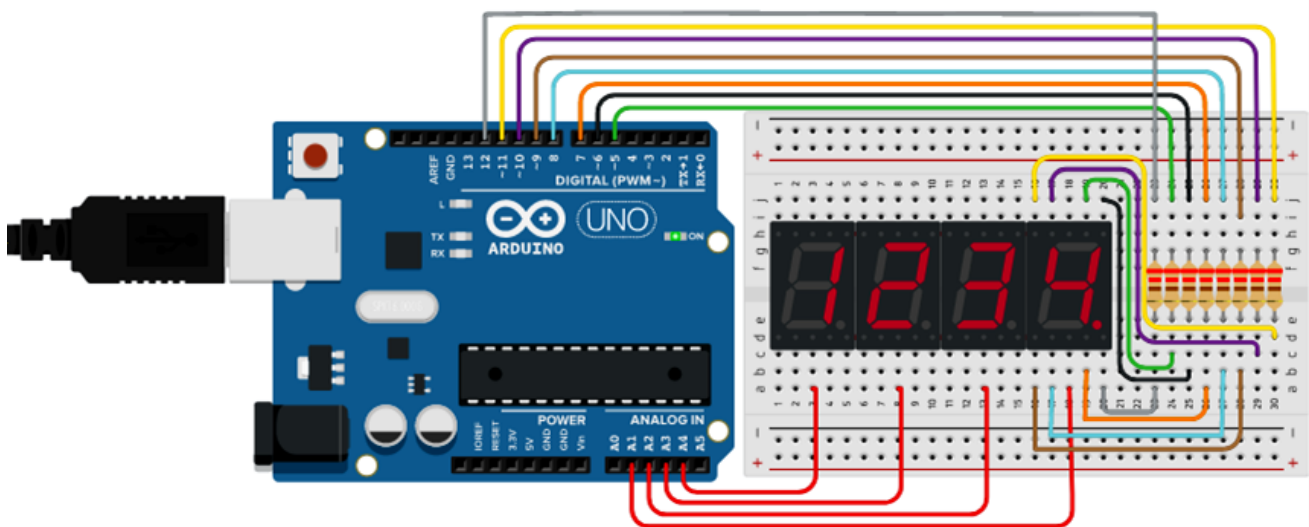 AREF
GND
13
12
~11
~10
~9
8
7
~6
~5
4
~3
2
TX→1
RX←0
DIGITAL (PWM~)
L
TX
RX
ARDUINO
UNO
ON
POWER
ANALOG IN
IOREF
RESET
3.3V
5V
GND
GND
Vin
A0
A1
A2
A3
A4
A5
1234.